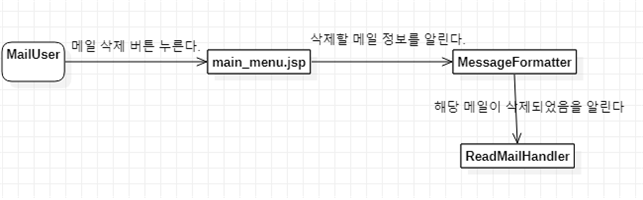 메일 삭제 버튼 누른다.
삭제할 메일 정보를 알린다.
MailUser
main_menu.jsp
MessageFormatter
해당 메일이 삭제되었음을 알린다
ReadMailHandler